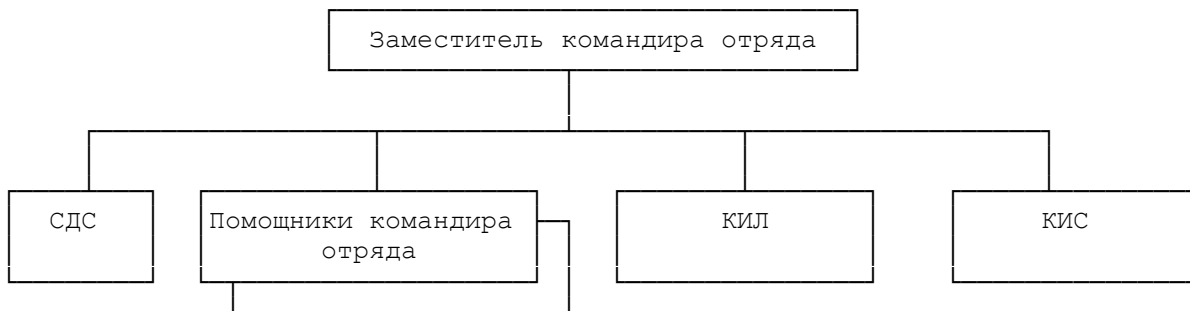 Заместитель командира отряда
СДС
Помощники командира
отряда
КИЛ
КИС